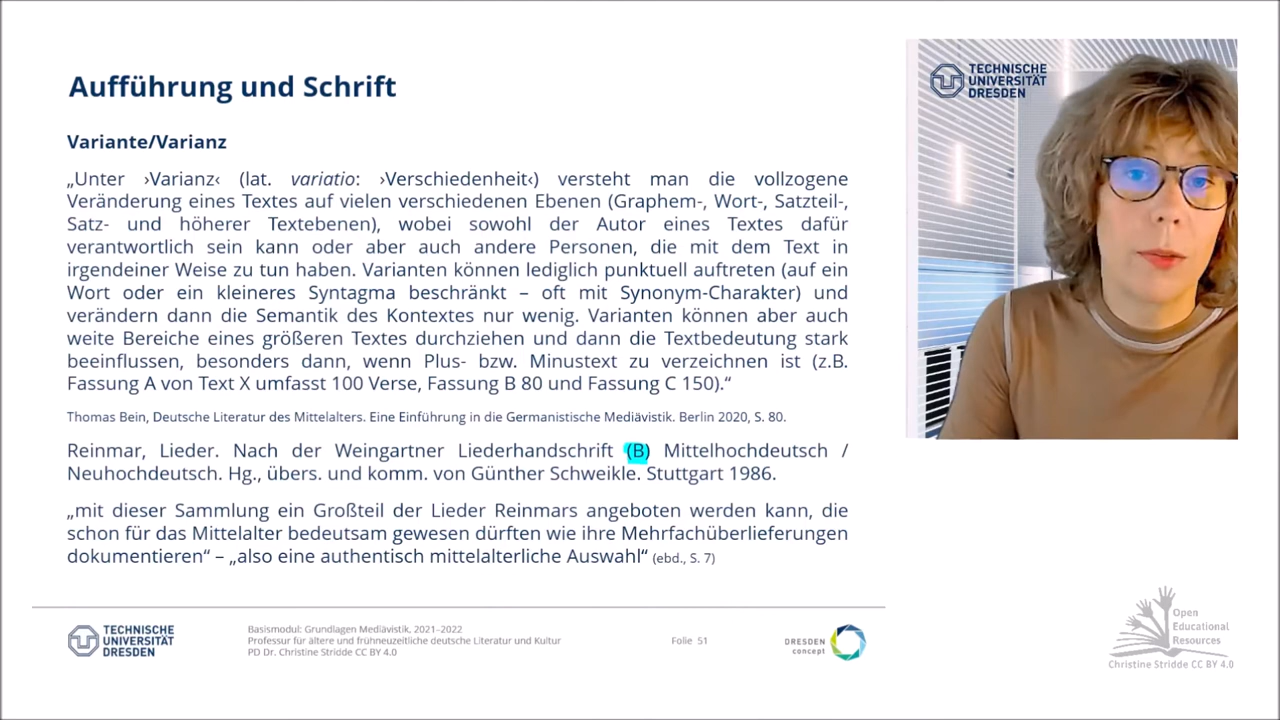 Aufführung und Schrift
Variante/Varianz
„Unter ›Varianz‹ (lat. variatio: ›Verschiedenheit‹) versteht man die vollzogene
Veränderung eines Textes auf vielen verschiedenen Ebenen (Graphem-, Wort-, Satzteil-,
Satz- und höherer Textebenen), wobei sowohl der Autor eines Textes dafür
verantwortlich sein kann oder aber auch andere Personen, die mit dem Text in
irgendeiner Weise zu tun haben. Varianten können lediglich punktuell auftreten (auf ein
Wort oder ein kleineres Syntagma beschränkt – oft mit Synonym-Charakter) und
verändern dann die Semantik des Kontextes nur wenig. Varianten können aber auch
weite Bereiche eines größeren Textes durchziehen und dann die Textbedeutung stark
beeinflussen, besonders dann, wenn Plus- bzw. Minustext zu verzeichnen ist (z.B.
Fassung A von Text X umfasst 100 Verse, Fassung B 80 und Fassung C 150).“
Thomas Bein, Deutsche Literatur des Mittelalters. Eine Einführung in die Germanistische Mediävistik. Berlin 2020, S. 80.
Reinmar, Lieder. Nach der Weingartner Liederhandschrift (B) Mittelhochdeutsch /
Neuhochdeutsch. Hg., übers. und komm. von Günther Schweikle. Stuttgart 1986.
„mit dieser Sammlung ein Großteil der Lieder Reinmars angeboten werden kann, die
schon für das Mittelalter bedeutsam gewesen dürften wie ihre Mehrfachüberlieferungen
dokumentieren“ – „also eine authentisch mittelalterliche Auswahl“ (ebd., S. 7)
TECHNISCHE
UNIVERSITÄT
DRESDEN
Basismodul: Grundlagen Mediävistik, 2021–2022
Professur für ältere und frühneuzeitliche deutsche Literatur und Kultur
PD Dr. Christine Stridde CC BY 4.0
Folie 51
DRESDEN
concept
TECHNISCHE
UNIVERSITÄT
DRESDEN
Open
Educational
Resources
Christine Stridde CC BY 4.0